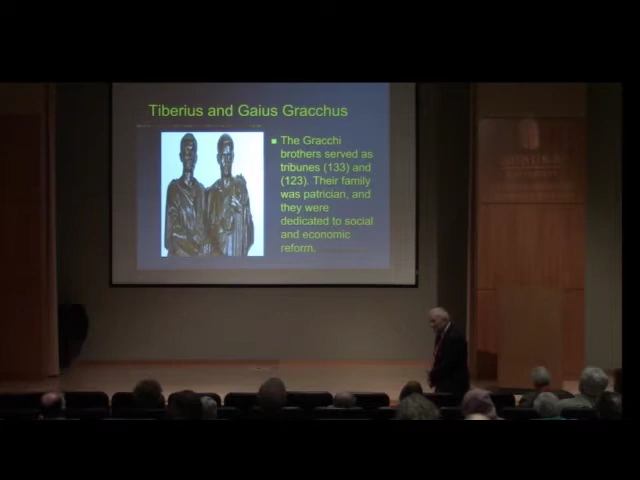 Tiberius and Gaius Gracchus
■ The Gracchi
brothers served as
tribunes (133) and
(123). Their family
was patrician, and
they were
dedicated to social
and economic
reform.